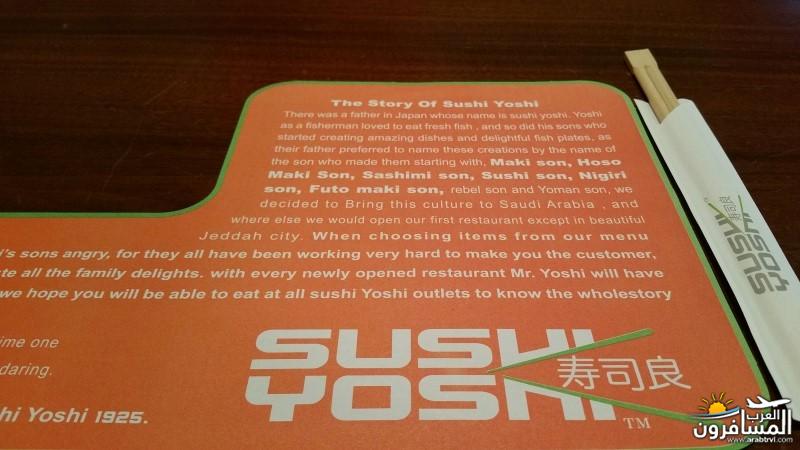 The Story Of Sushi Yoshi
There was a father in Japan whose name is sushi yoshi. Yoshi
as a fisherman loved to eat fresh fish , and so did his sons who
started creating amazing dishes and delightful fish plates, as
their father preferred to name these creations by the name of
the son who made them starting with, Maki son, Hoso
Maki Son, Sashimi son, Sushi son, Nigiri
son, Futo maki son, rebel son and Yoman son, we
decided to Bring this culture to Saudi Arabia , and
where else we would open our first restaurant except in beautiful
Jeddah city. When choosing items from our menu
's sons angry, for they all have been working very hard to make you the customer,
all the family delights. with every newly opened restaurant Mr. Yoshi will have
we hope you will be able to eat at all sushi Yoshi outlets to know the wholestory
one
daring.
Yoshi 1925.
SUSHI
YOSHI
寿司良
TM
SUSHI
YOSHI
寿司良
العرب
المسافرون
www.arabtrvl.com